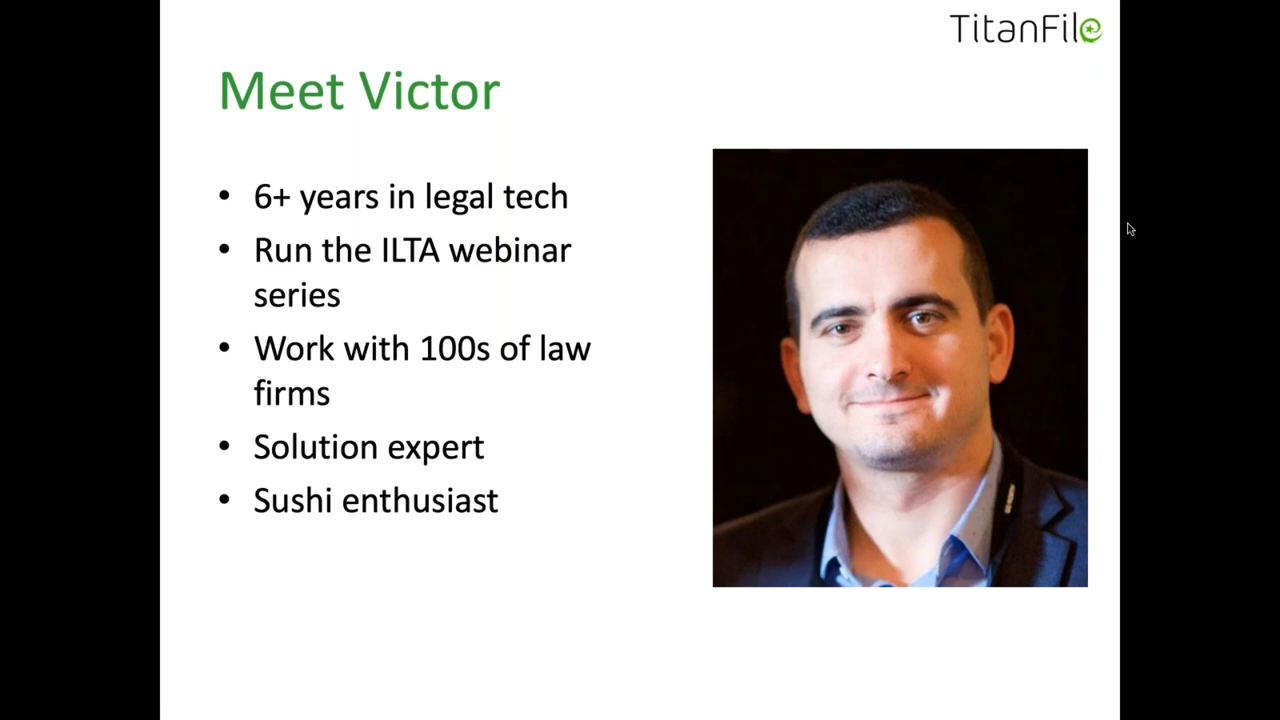 TitanFile
Meet Victor
• 6+ years in legal tech
• Run the ILTA webinar
series
• Work with 100s of law
firms
• Solution expert
• Sushi enthusiast